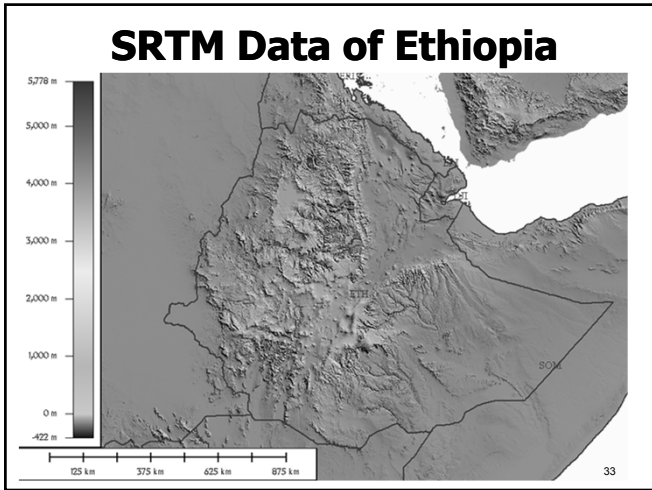 SRTM Data of Ethiopia
5,778 m
5,000 m
4,000 m
3,000 m
2,000 m
1,000 m
0 m
-422 m
ETH
SOM
125 km 375 km 625 km 875 km
33